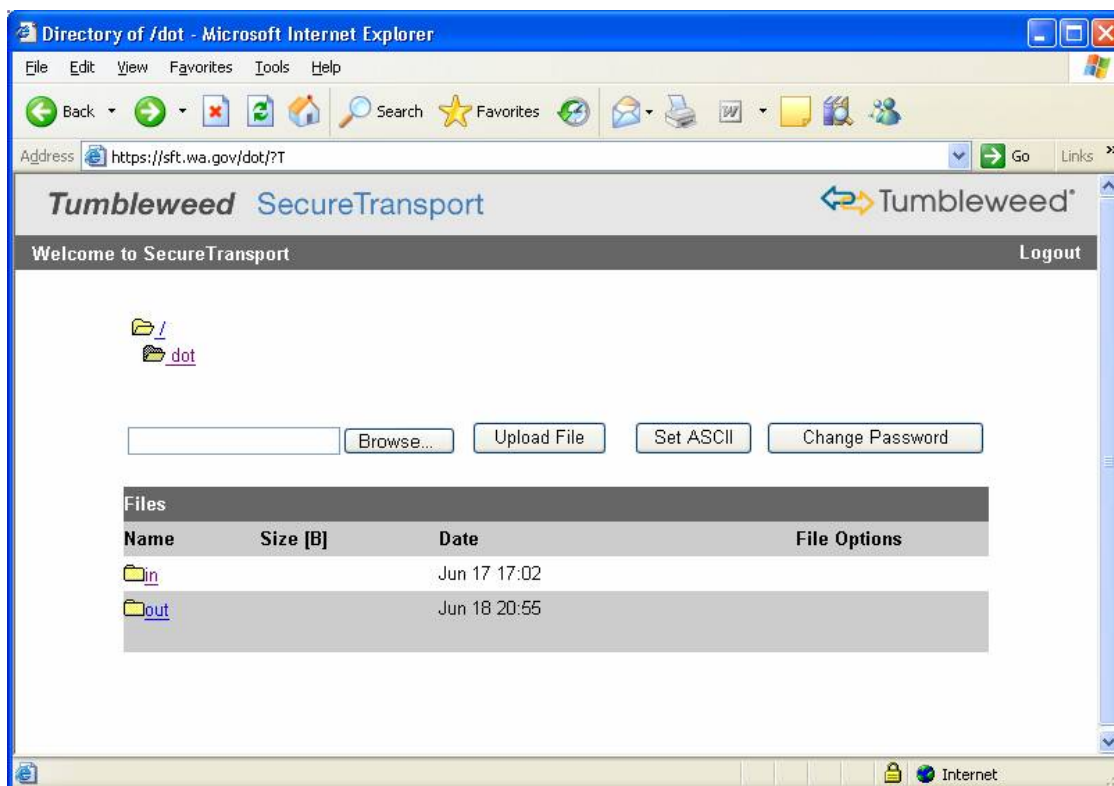 Directory of /dot - Microsoft Internet Explorer
File Edit View Favorites Tools Help
Back Search Favorites
Address https://sft.wa.gov/dot/?T Go Links »
Tumbleweed SecureTransport Tumbleweed
Welcome to SecureTransport Logout
/
dot
Browse... Upload File Set ASCII Change Password
Files
Name Size [B] Date File Options
in Jun 17 17:02
out Jun 18 20:55
Internet